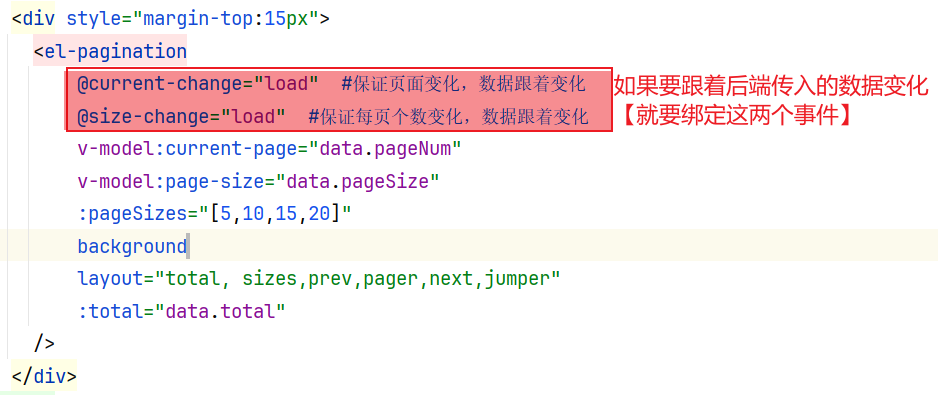 <div style="margin-top:15px">
<el-pagination
@current-change="load"  #保证页面变化，数据跟着变化
如果要跟着后端传入的数据变化
@size-change="load"  #保证每页个数变化，数据跟着变化
【就要绑定这两个事件】
v-model:current-page="data.pageNum"
v-model:page-size="data.pageSize"
:pageSizes="[5,10,15,20]"
background
layout="total, sizes,prev,pager,next,jumper"
:total="data.total"
/>
</div>